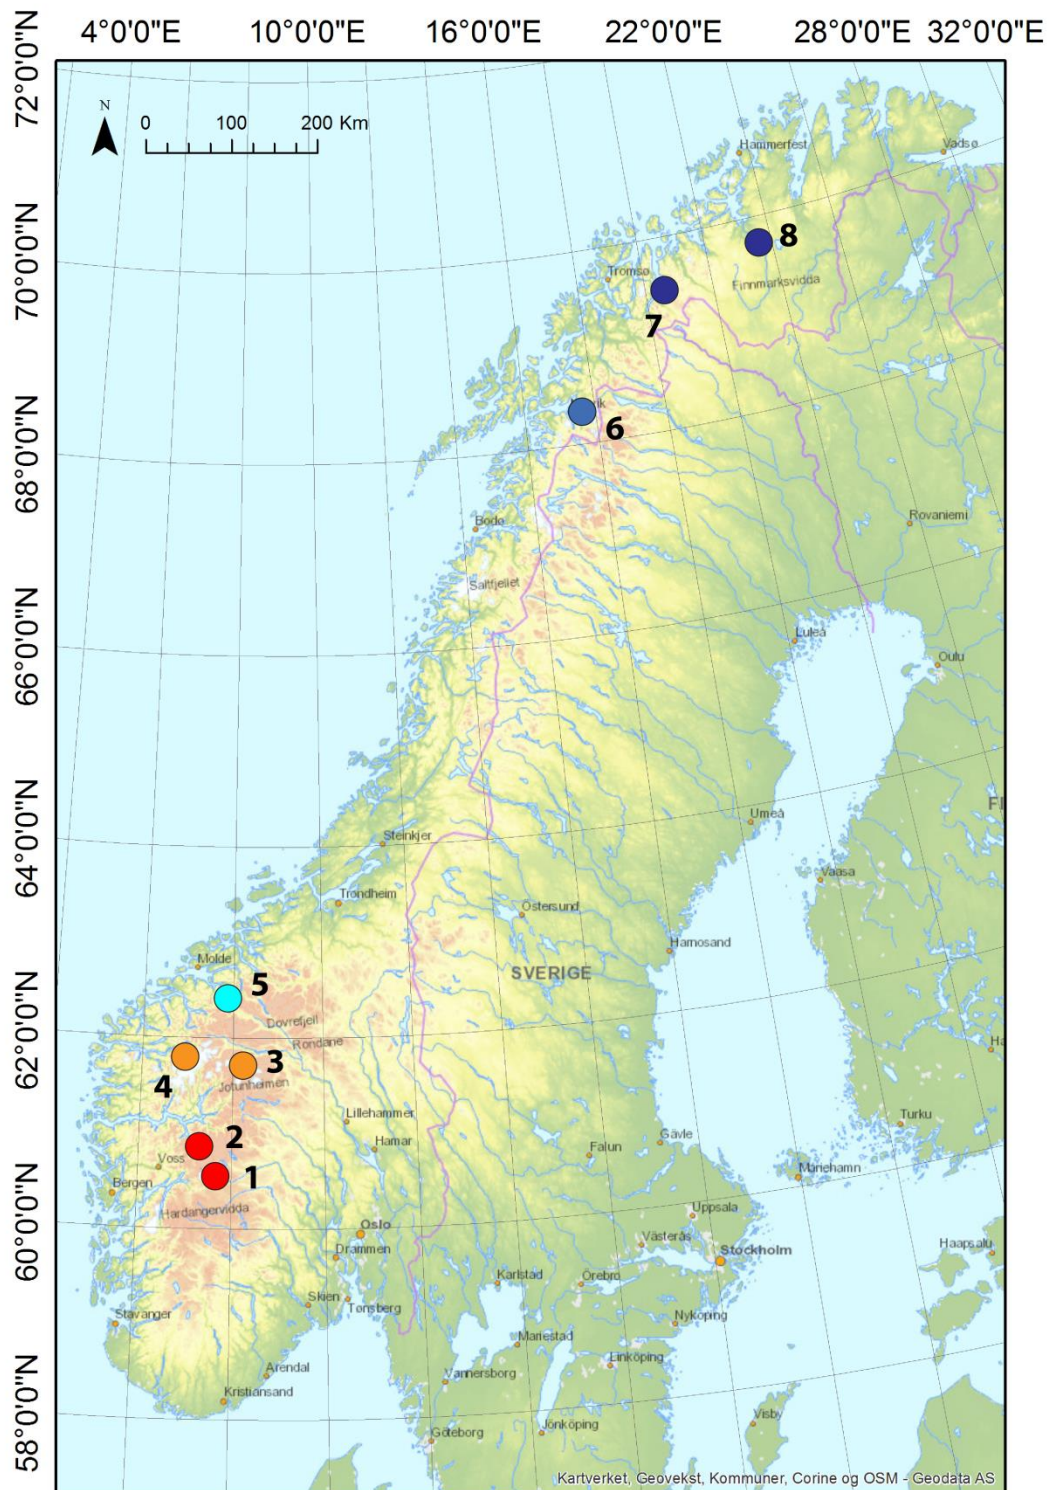 4°0'0"E 10°0'0"E 16°0'0"E 22°0'0"E 28°0'0"E 32°0'0"E
72°0'0"N
70°0'0"N
68°0'0"N
66°0'0"N
64°0'0"N
62°0'0"N
60°0'0"N
58°0'0"N
N
0 100 200 Km
Hammerfest
Vadsø
8
Tromsø
Finnmarksvidda
7
6
Rovaniemi
Bodø
Saltfjellet
Luleå
Oulu
Umeå
Steinkjer
Vaasa
Trondheim
Östersund
Harnosand
Molde
SVERIGE
5
Dovrefjell
Rondane
3
4
Jotunheimen
Lillehammer
Turku
2
Hamar
Gävle
Falun
Voss
Mariehamn
1
Bergen
Hardangervidda
Uppsala
Oslo
Västerås
Haapsalu
Drammen
Stockholm
Karlstad
Örebro
Skien
Tønsberg
Stavanger
Nyköping
Mariestad
Linköping
Arendal
Vannersborg
Kristiansand
Visby
Göteborg
Jönköping
Kartverket, Geovekst, Kommuner, Corine og OSM - Geodata AS